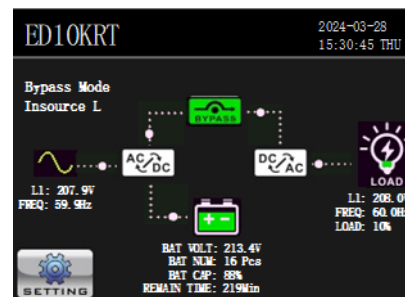 ED10KRT
2024-03-28
15:30:45 THU
Bypass Mode
Insource L
BYPASS
AC
DC
DC
AC
LOAD
L1: 207.9V
FREQ: 59.9Hz
L1: 208.0V
FREQ: 60.0Hz
LOAD: 10%
BAT VOLT: 213.4V
BAT NUM: 16 Pcs
BAT CAP: 88%
REMAIN TIME: 219Min
SETTING